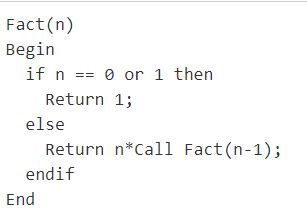 Fact(n)
Begin
if n == 0 or 1 then
Return 1;
else
Return n*Call Fact(n-1);
endif
End